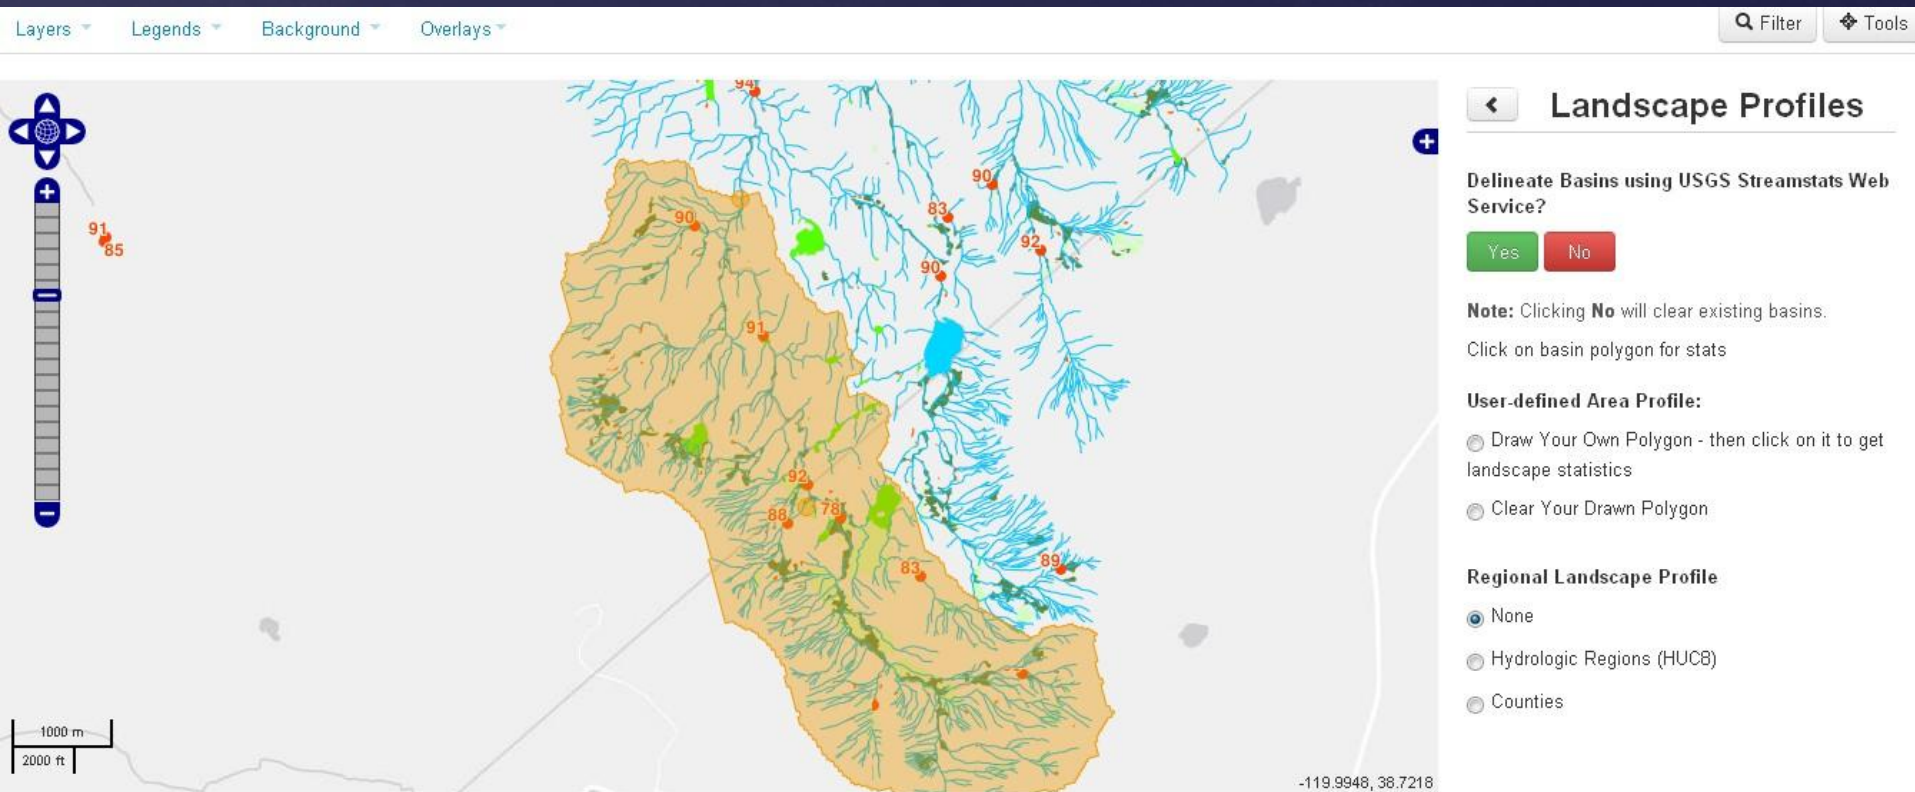 Layers Legends Background Overlays Filter Tools
Landscape Profiles
Delineate Basins using USGS Streamstats Web
Service?
Yes No
Note: Clicking No will clear existing basins.
Click on basin polygon for stats
User-defined Area Profile:
Draw Your Own Polygon - then click on it to get
landscape statistics
Clear Your Drawn Polygon
Regional Landscape Profile
None
Hydrologic Regions (HUC8)
Counties
94
90
83
90
91
85
92
90
91
92
88
78
83
89
1000 m
2000 ft
-119.9948, 38.7218